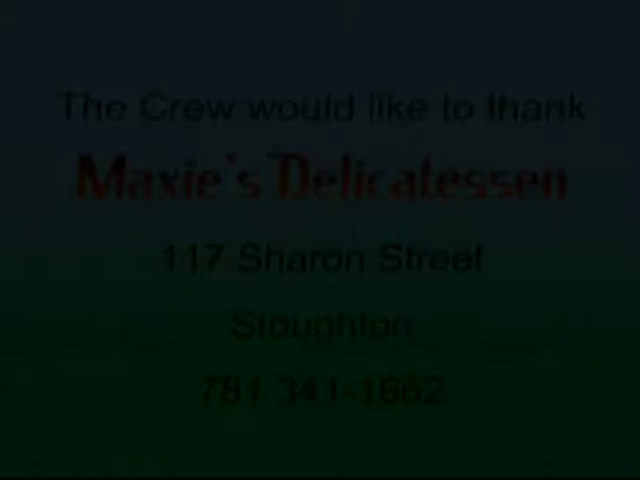 The Crew would like to thank
Maxie's Delicatessen
117 Sharon Street
Stoughton
781 341-1662